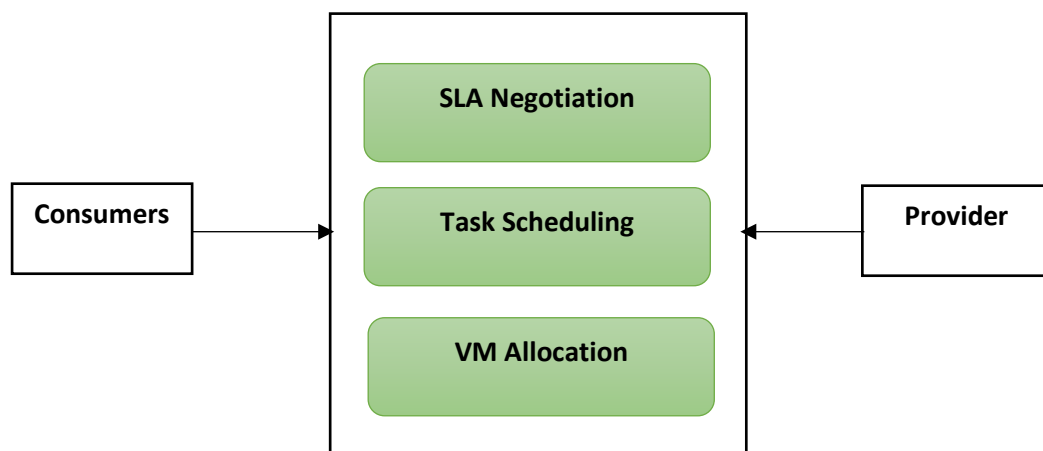 SLA Negotiation
Consumers
Task Scheduling
Provider
VM Allocation